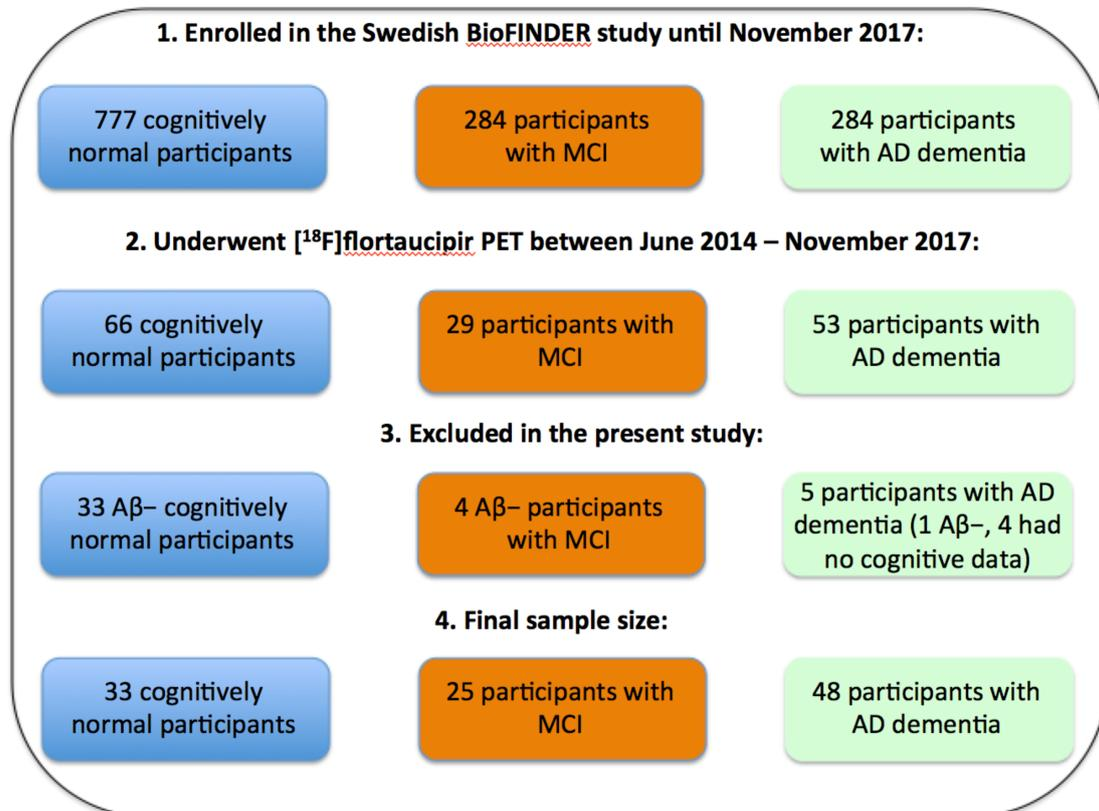 1. Enrolled in the Swedish BioFINDER study until November 2017:
777 cognitively
normal participants
284 participants
with MCI
284 participants
with AD dementia
2. Underwent [¹⁸F]flortaucipir PET between June 2014 – November 2017:
66 cognitively
normal participants
29 participants with
MCI
53 participants with
AD dementia
3. Excluded in the present study:
33 Aβ− cognitively
normal participants
4 Aβ− participants
with MCI
5 participants with AD
dementia (1 Aβ−, 4 had
no cognitive data)
4. Final sample size:
33 cognitively
normal participants
25 participants with
MCI
48 participants with
AD dementia